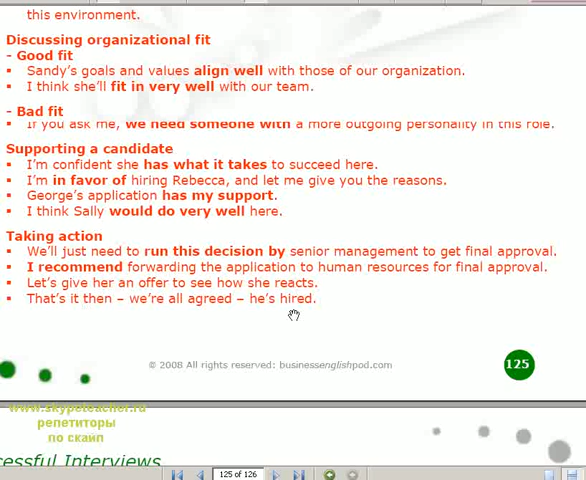 this environment.
Discussing organizational fit
- Good fit
▪ Sandy's goals and values align well with those of our organization.
▪ I think she'll fit in very well with our team.
- Bad fit
▪ If you ask me, we need someone with a more outgoing personality in this role.
Supporting a candidate
▪ I'm confident she has what it takes to succeed here.
▪ I'm in favor of hiring Rebecca, and let me give you the reasons.
▪ George's application has my support.
▪ I think Sally would do very well here.
Taking action
▪ We'll just need to run this decision by senior management to get final approval.
▪ I recommend forwarding the application to human resources for final approval.
▪ Let's give her an offer to see how she reacts.
▪ That's it then – we're all agreed – he's hired.
© 2008 All rights reserved: businessenglishpod.com
125
www.skypeteacher.ru
репетиторы
по скаип
cessful Interviews
125 of 126